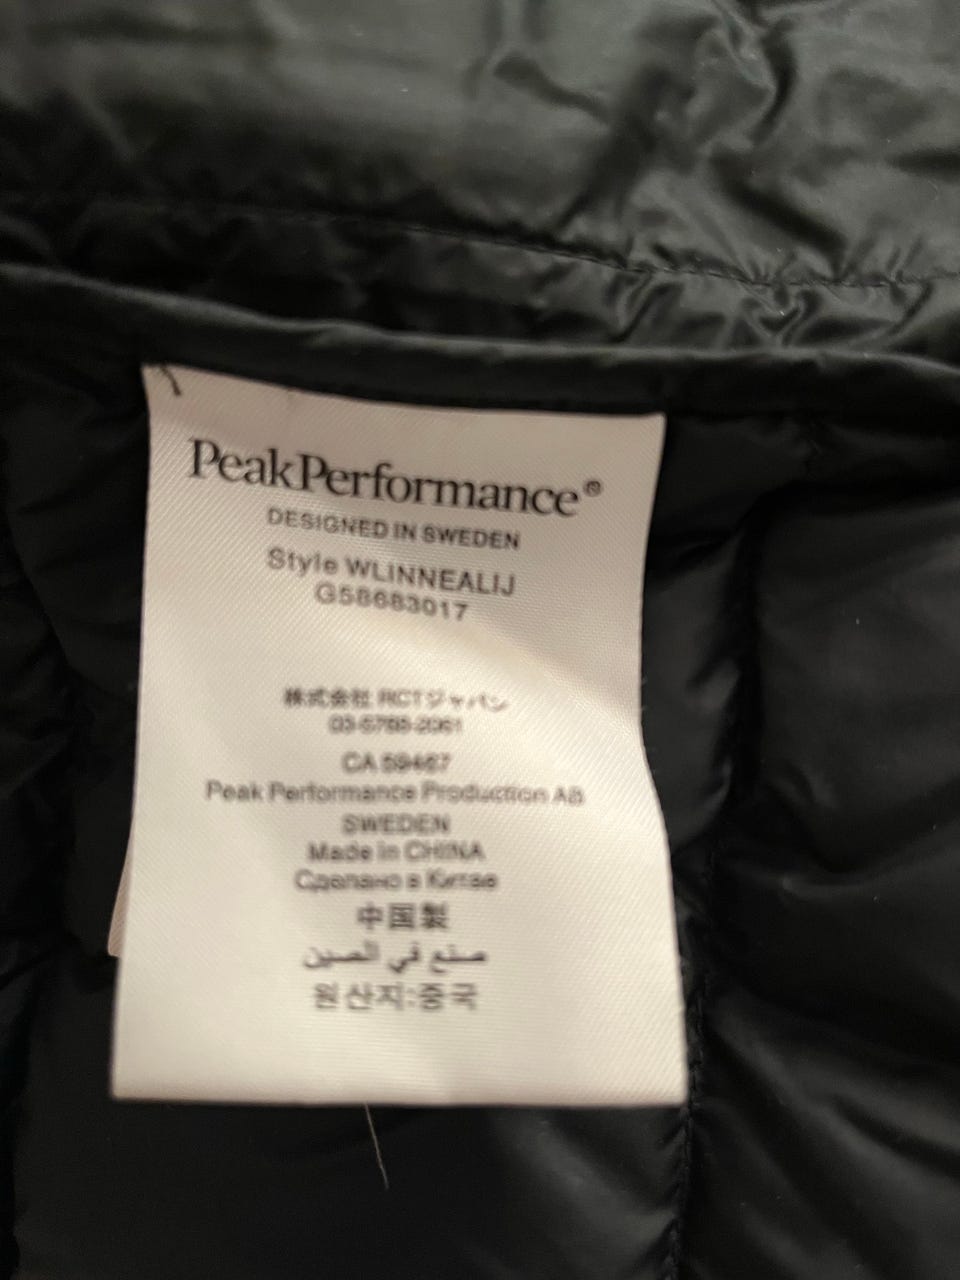 PeakPerformance®
DESIGNED IN SWEDEN
Style WLINNEALIJ
G58683017
株式会社 RCTジャパン
03-5768-2061
CA 59467
Peak Performance Production AB
SWEDEN
Made in CHINA
Сделано в Китае
中国製
صنع في الصين
원산지:중국